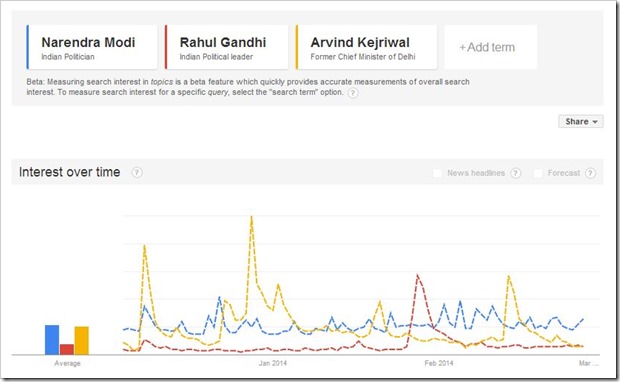 Narendra Modi
Indian Politician
Rahul Gandhi
Indian Political leader
Arvind Kejriwal
Former Chief Minister of Delhi
+Add term
Beta: Measuring search interest in topics is a beta feature which quickly provides accurate measurements of overall search
interest. To measure search interest for a specific query, select the "search term" option. ?
Share
Interest over time ?
News headlines ?
Forecast ?
Average
Jan 2014
Feb 2014
Mar ...